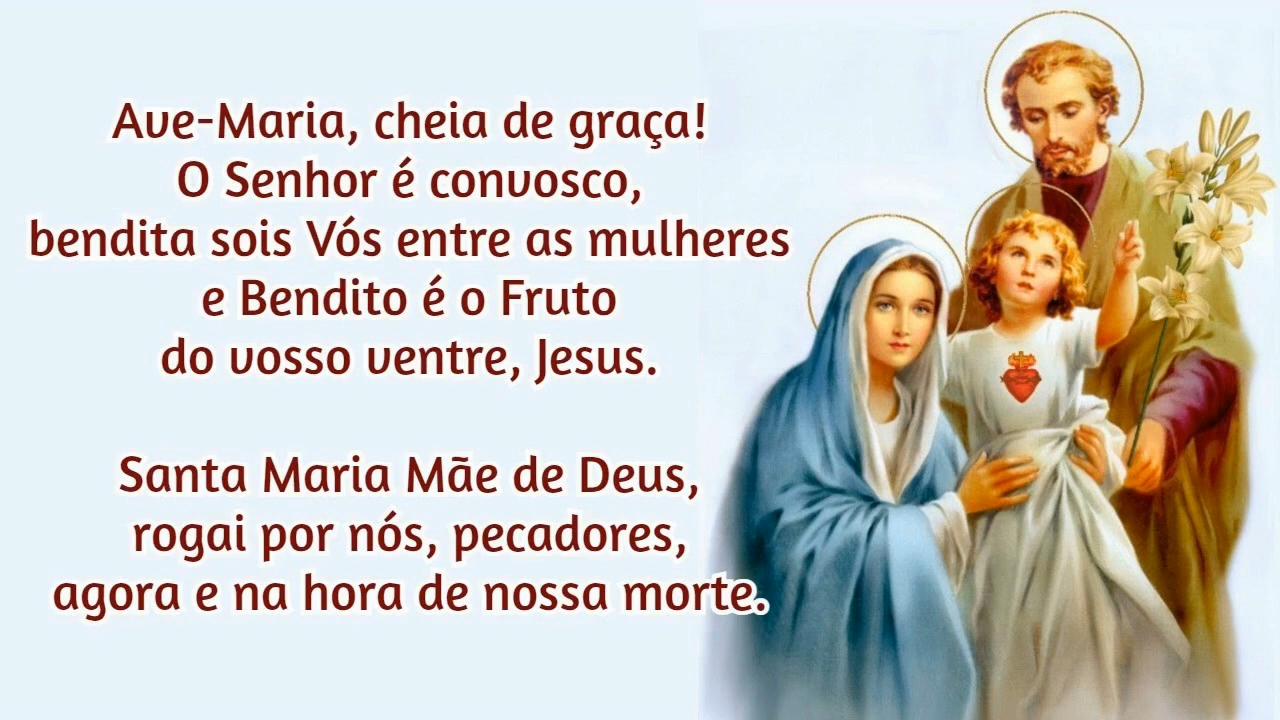 Ave-Maria, cheia de graça!
O Senhor é convosco,
bendita sois Vós entre as mulheres
e Bendito é o Fruto
do vosso ventre, Jesus.
Santa Maria Mãe de Deus,
rogai por nós, pecadores,
agora e na hora de nossa morte.